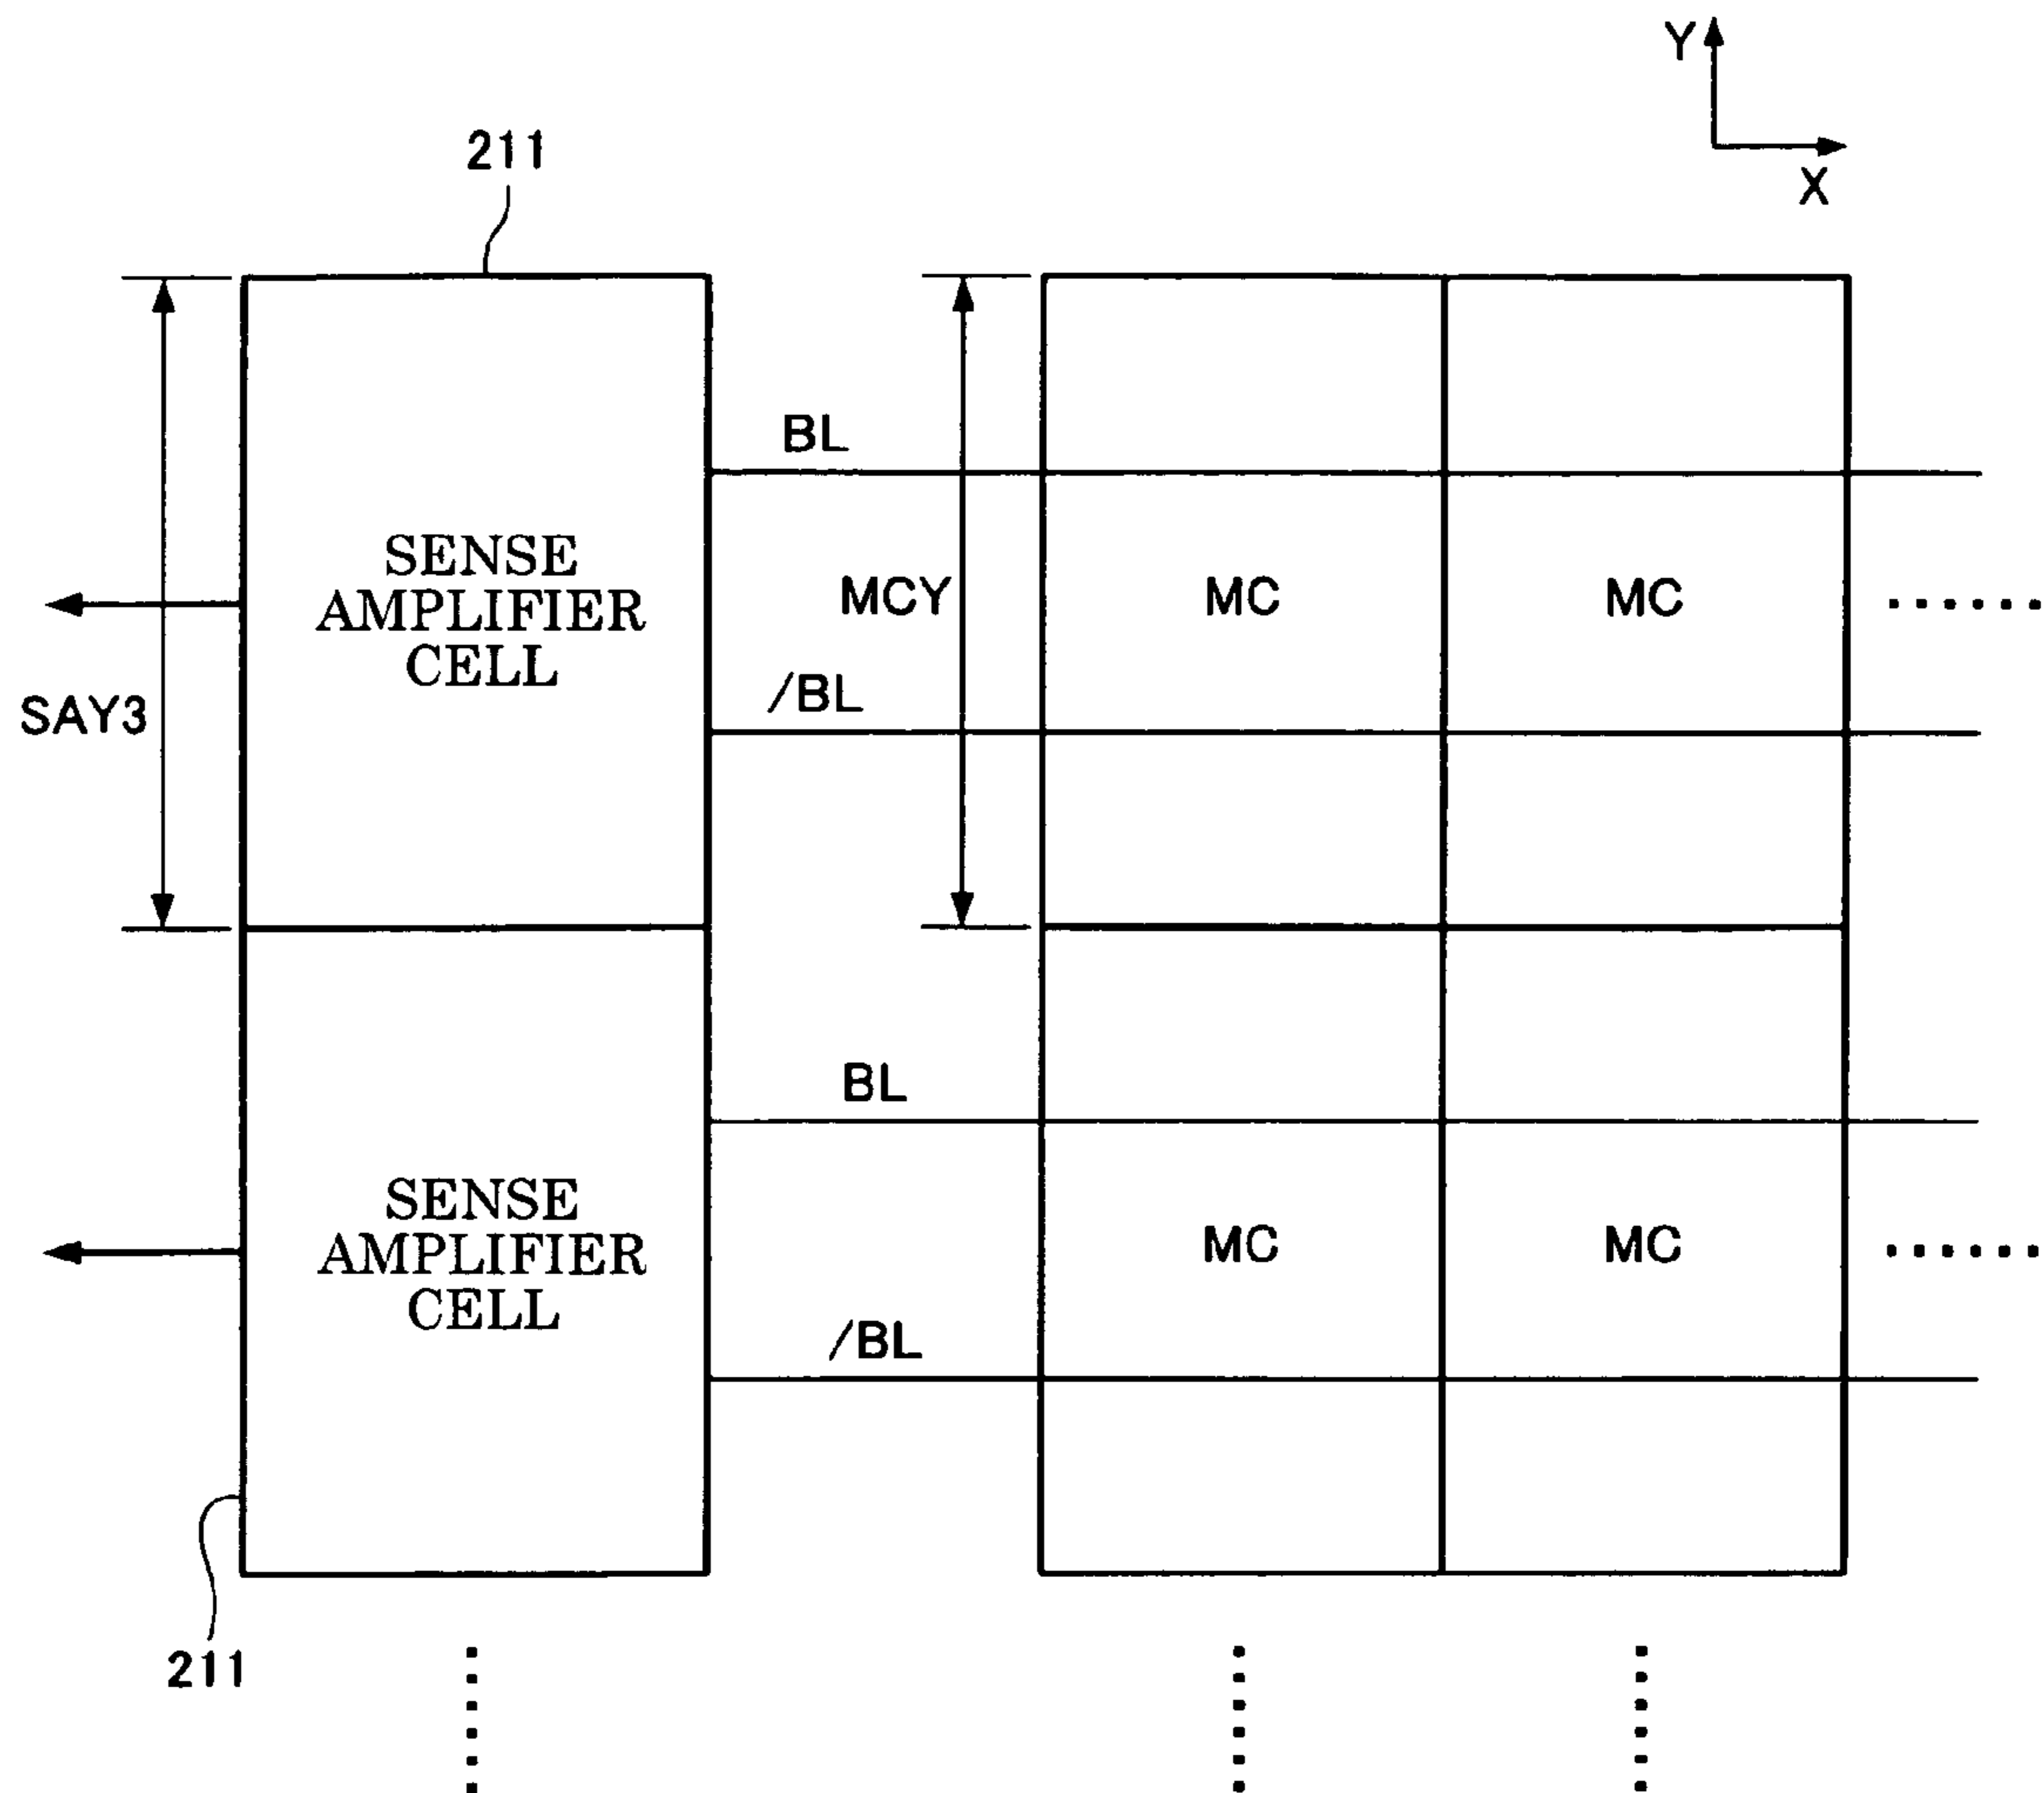 Y
X
211
BL
SENSE
AMPLIFIER
CELL
MCY
MC
MC
......
/BL
SAY3
BL
SENSE
AMPLIFIER
CELL
MC
MC
......
/BL
211